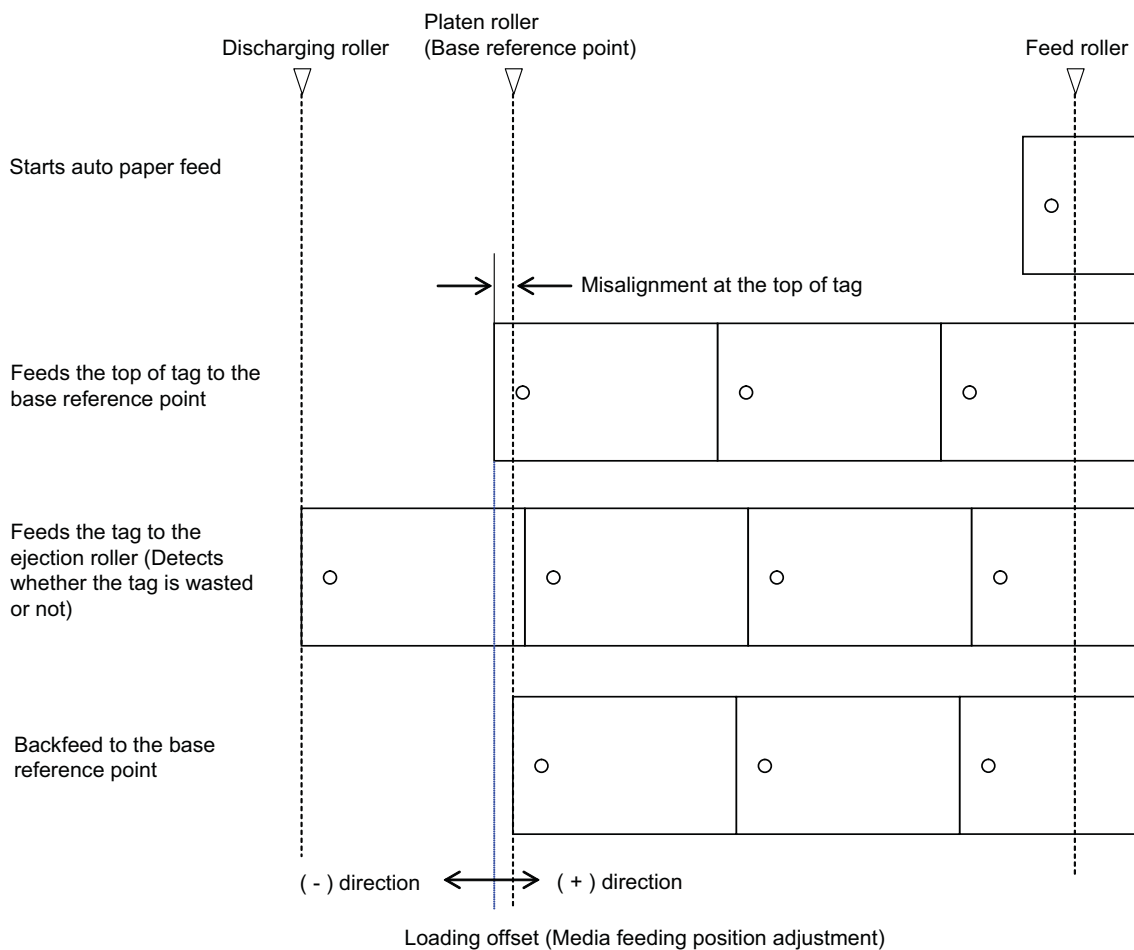 Platen roller
Discharging roller
(Base reference point)
Feed roller
Starts auto paper feed
Misalignment at the top of tag
Feeds the top of tag to the
base reference point
Feeds the tag to the
ejection roller (Detects
whether the tag is wasted
or not)
Backfeed to the base
reference point
( - ) direction
( + ) direction
Loading offset (Media feeding position adjustment)